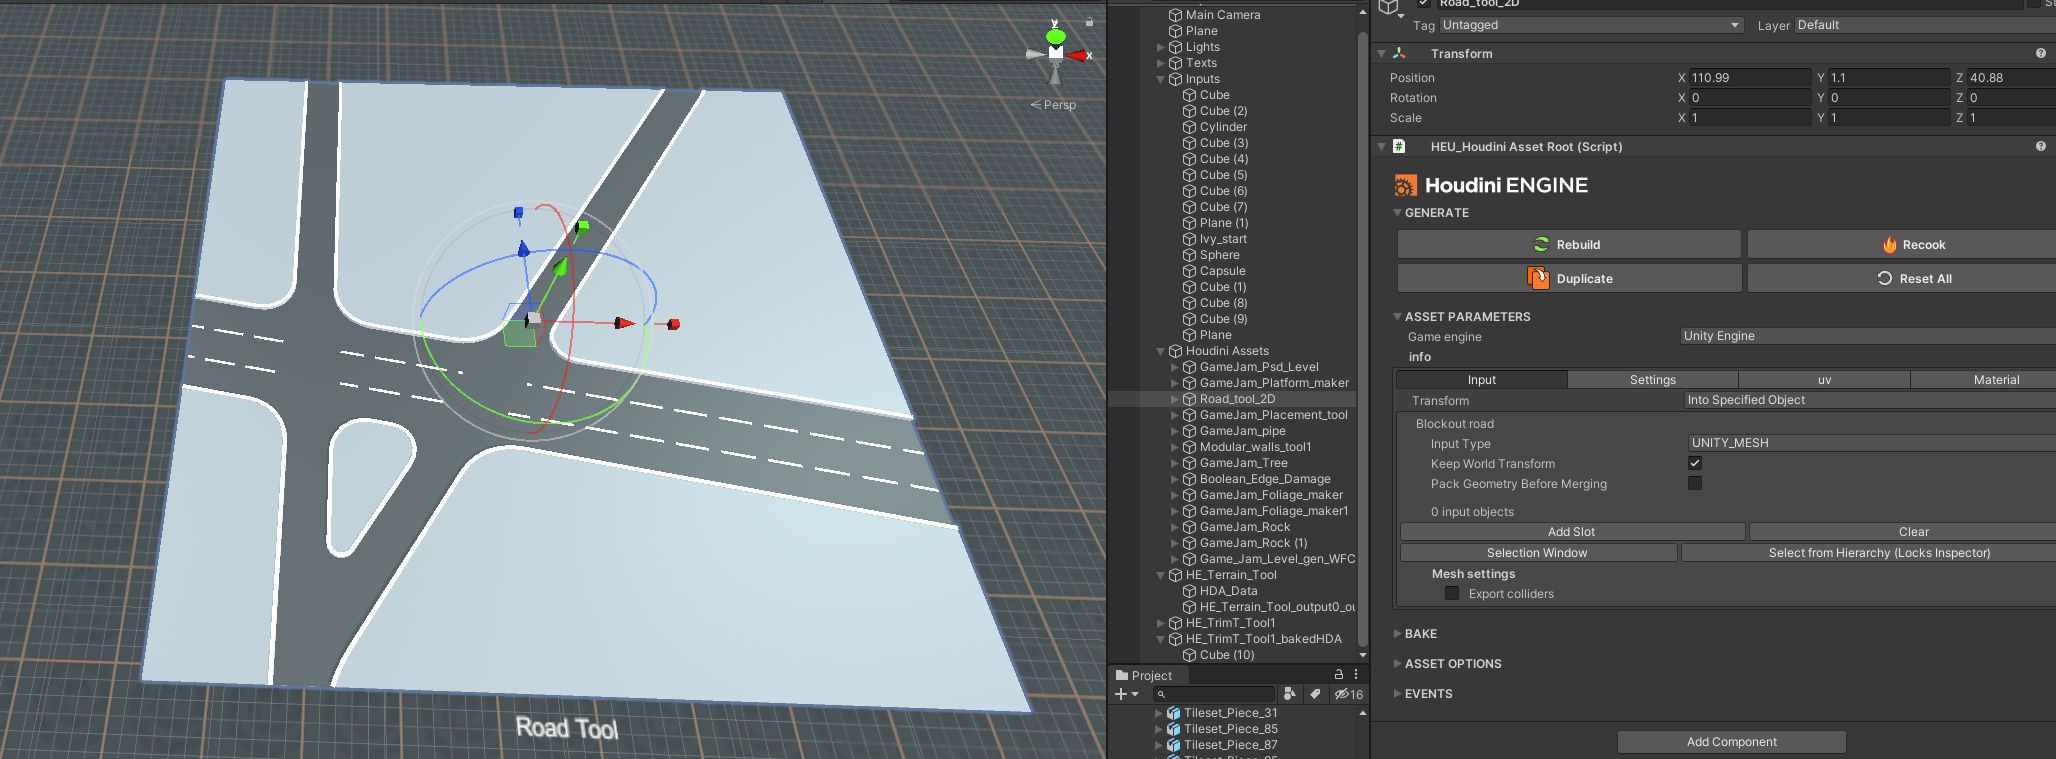 y
x
Persp
Road Tool
Main Camera
Plane
Lights
Texts
Inputs
Cube
Cube (2)
Cylinder
Cube (3)
Cube (4)
Cube (5)
Cube (6)
Cube (7)
Plane (1)
Ivy_start
Sphere
Capsule
Cube (1)
Cube (8)
Cube (9)
Plane
Houdini Assets
GameJam_Psd_Level
GameJam_Platform_maker
Road_tool_2D
GameJam_Placement_tool
GameJam_pipe
Modular_walls_tool1
GameJam_Tree
Boolean_Edge_Damage
GameJam_Foliage_maker
GameJam_Foliage_maker1
GameJam_Rock
GameJam_Rock (1)
Game_Jam_Level_gen_WFC
HE_Terrain_Tool
HDA_Data
HE_Terrain_Tool_output0_ou
HE_TrimT_Tool1
HE_TrimT_Tool1_bakedHDA
Cube (10)
Project
16
Tileset_Piece_31
Tileset_Piece_85
Tileset_Piece_87
Road_tool_2D
Tag Untagged Layer Default
Transform
Position X 110.99 Y 1.1 Z 40.88
Rotation X 0 Y 0 Z 0
Scale X 1 Y 1 Z 1
# HEU_Houdini Asset Root (Script)
Houdini ENGINE
GENERATE
Rebuild Recook
Duplicate Reset All
ASSET PARAMETERS
Game engine Unity Engine
info
Input Settings uv Material
Transform Into Specified Object
Blockout road
Input Type UNITY_MESH
Keep World Transform
Pack Geometry Before Merging
0 input objects
Add Slot Clear
Selection Window Select from Hierarchy (Locks Inspector)
Mesh settings
Export colliders
BAKE
ASSET OPTIONS
EVENTS
Add Component